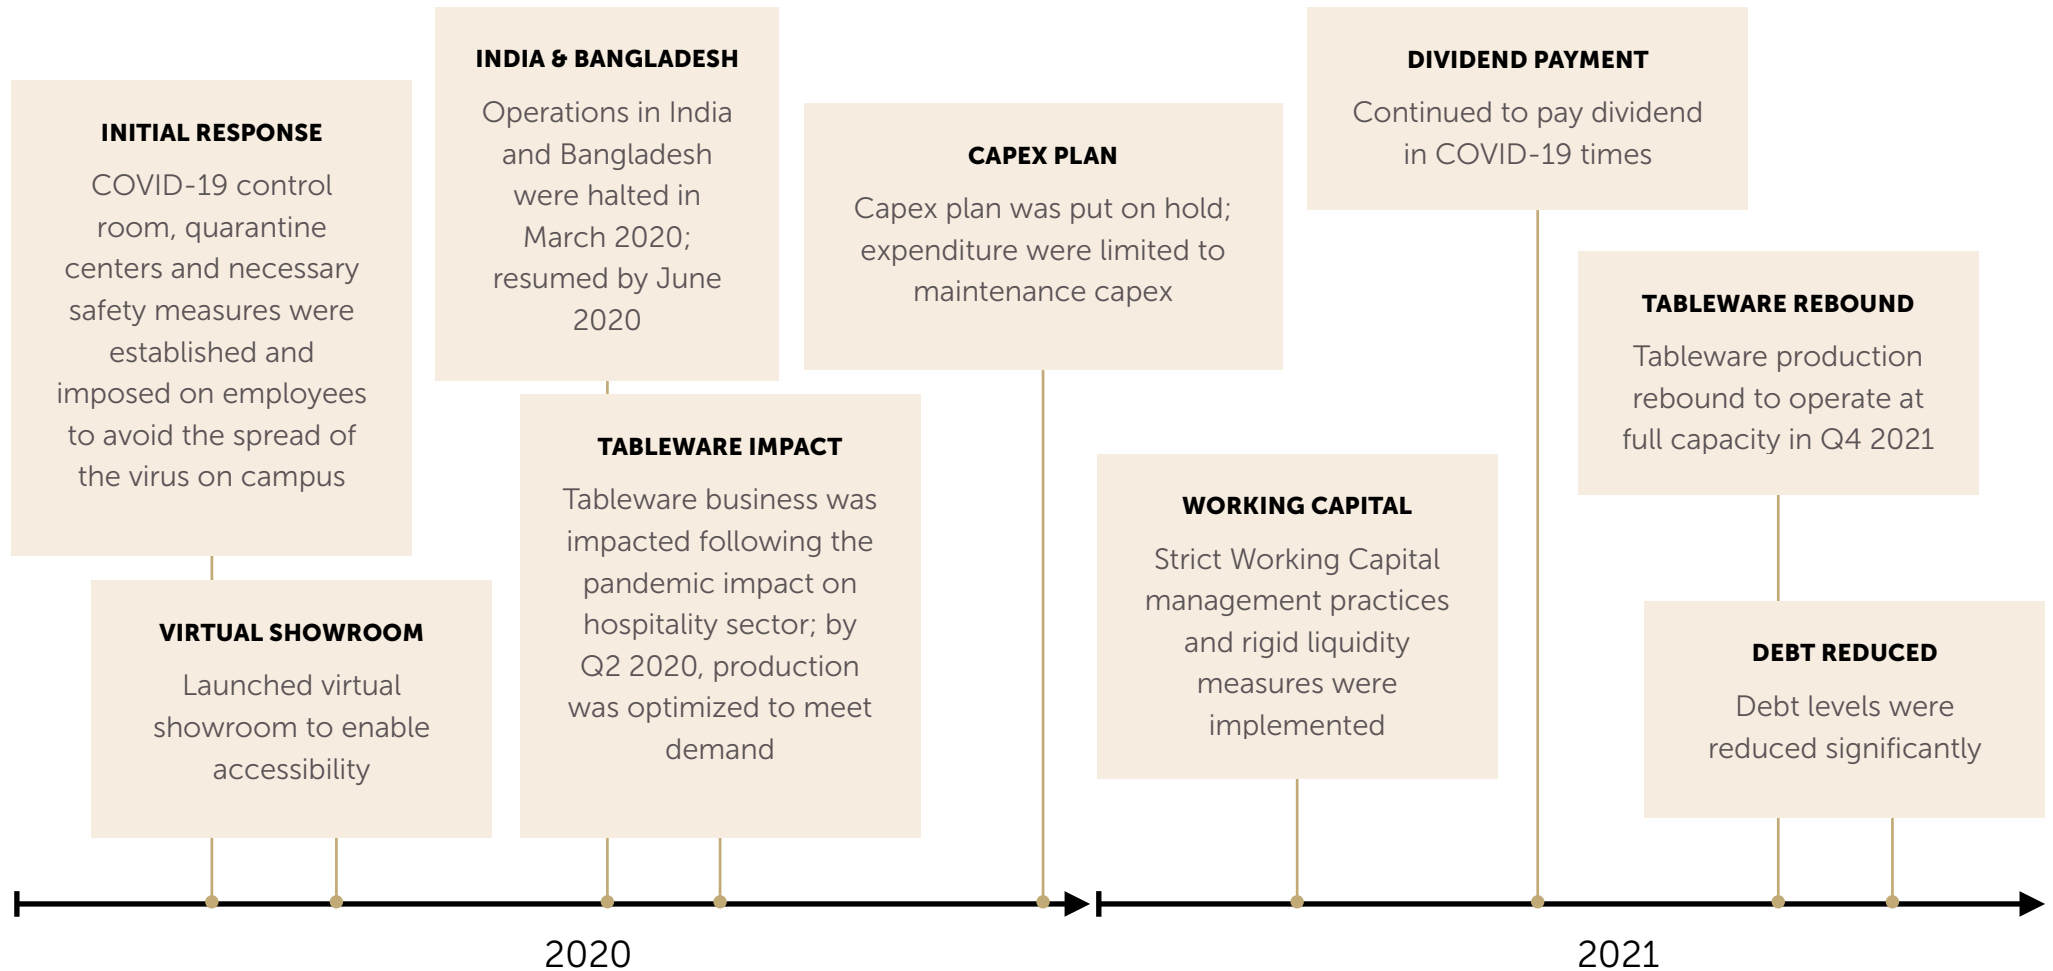 INITIAL RESPONSE
COVID-19 control
room, quarantine
centers and necessary
safety measures were
established and
imposed on employees
to avoid the spread of
the virus on campus
VIRTUAL SHOWROOM
Launched virtual
showroom to enable
accessibility
INDIA & BANGLADESH
Operations in India
and Bangladesh
were halted in
March 2020;
resumed by June
2020
TABLEWARE IMPACT
Tableware business was
impacted following the
pandemic impact on
hospitality sector; by
Q2 2020, production
was optimized to meet
demand
CAPEX PLAN
Capex plan was put on hold;
expenditure were limited to
maintenance capex
WORKING CAPITAL
Strict Working Capital
management practices
and rigid liquidity
measures were
implemented
DIVIDEND PAYMENT
Continued to pay dividend
in COVID-19 times
TABLEWARE REBOUND
Tableware production
rebound to operate at
full capacity in Q4 2021
DEBT REDUCED
Debt levels were
reduced significantly
2020
2021